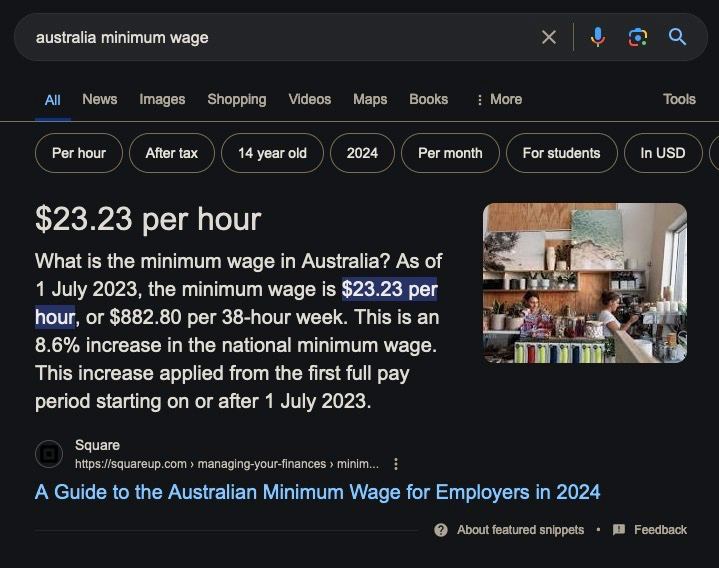 australia minimum wage
All News Images Shopping Videos Maps Books More Tools
Per hour After tax 14 year old 2024 Per month For students In USD
$23.23 per hour
What is the minimum wage in Australia? As of
1 July 2023, the minimum wage is $23.23 per
hour, or $882.80 per 38-hour week. This is an
8.6% increase in the national minimum wage.
This increase applied from the first full pay
period starting on or after 1 July 2023.
Square
https://squareup.com › managing-your-finances › minim...
A Guide to the Australian Minimum Wage for Employers in 2024
About featured snippets • Feedback